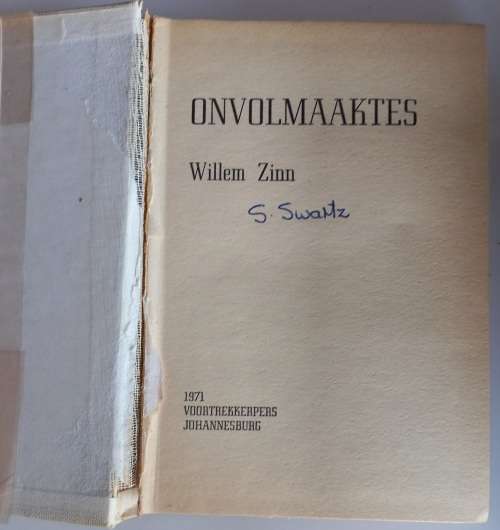 ONVOLMAAKTES
Willem Zinn
S. Swartz
1971
VOORTREKKERPERS
JOHANNESBURG